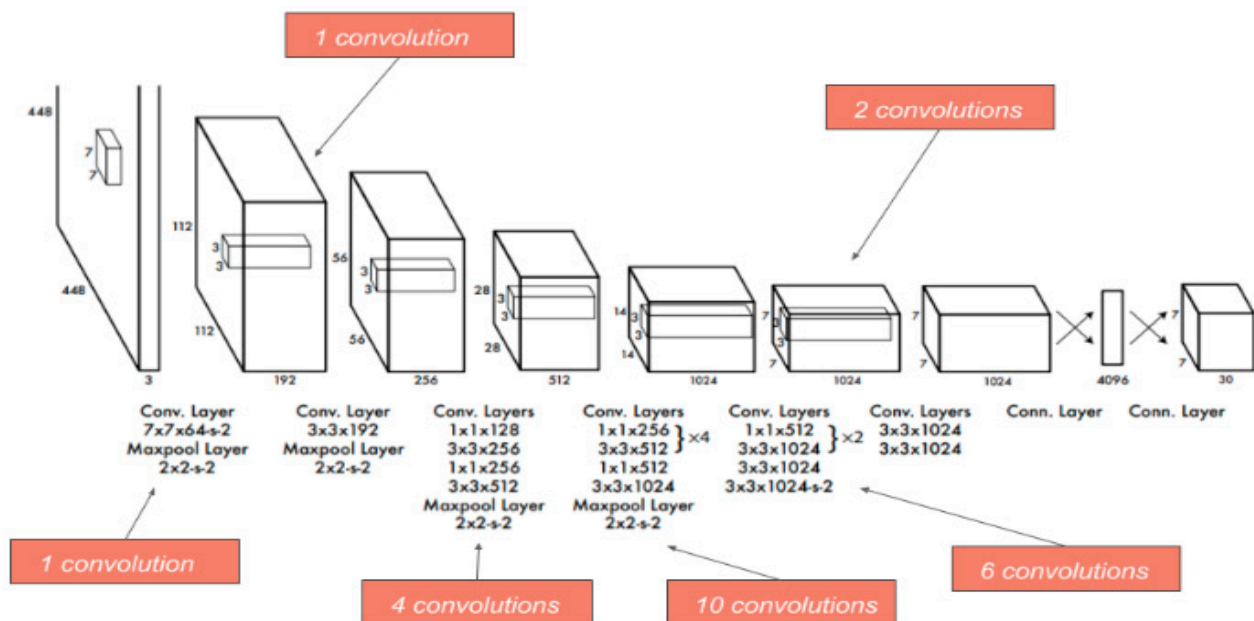 1 convolution
2 convolutions
448
448
7
7
3
112
112
3
3
192
56
56
3
3
256
28
28
3
3
512
14
14
3
3
1024
7
7
3
3
1024
7
7
1024
4096
7
7
30
Conv. Layer
7x7x64-s-2
Maxpool Layer
2x2-s-2
Conv. Layer
3x3x192
Maxpool Layer
2x2-s-2
Conv. Layers
1x1x128
3x3x256
1x1x256
3x3x512
Maxpool Layer
2x2-s-2
Conv. Layers
1x1x256
3x3x512
} ×4
1x1x512
3x3x1024
Maxpool Layer
2x2-s-2
Conv. Layers
1x1x512
3x3x1024
} ×2
3x3x1024
3x3x1024-s-2
Conv. Layers
3x3x1024
3x3x1024
Conn. Layer
Conn. Layer
1 convolution
4 convolutions
10 convolutions
6 convolutions